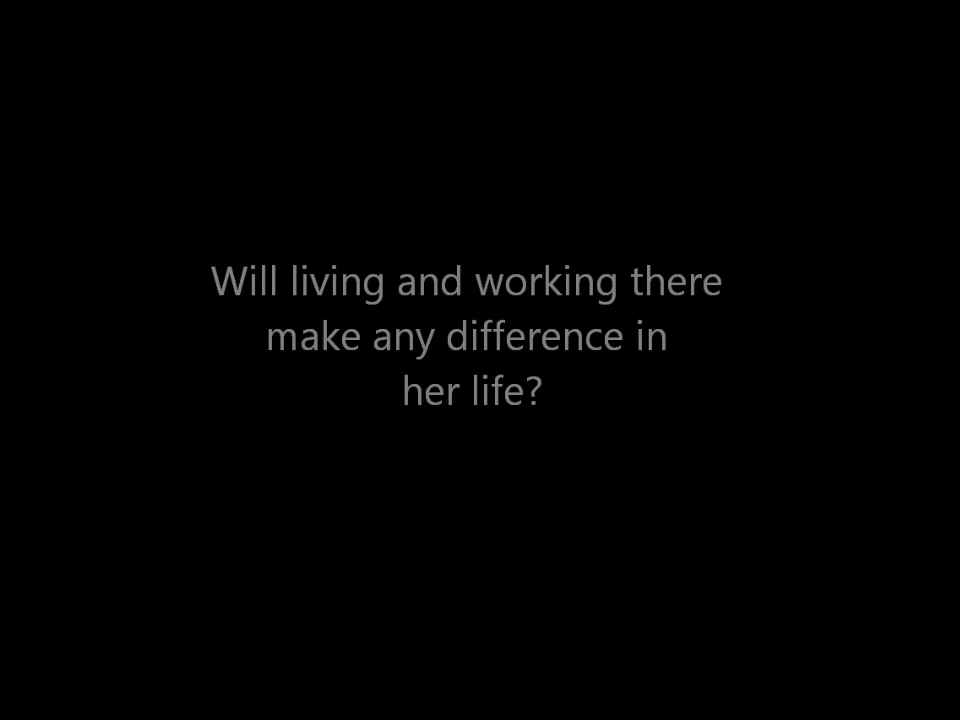 Will living and working there
make any difference in
her life?